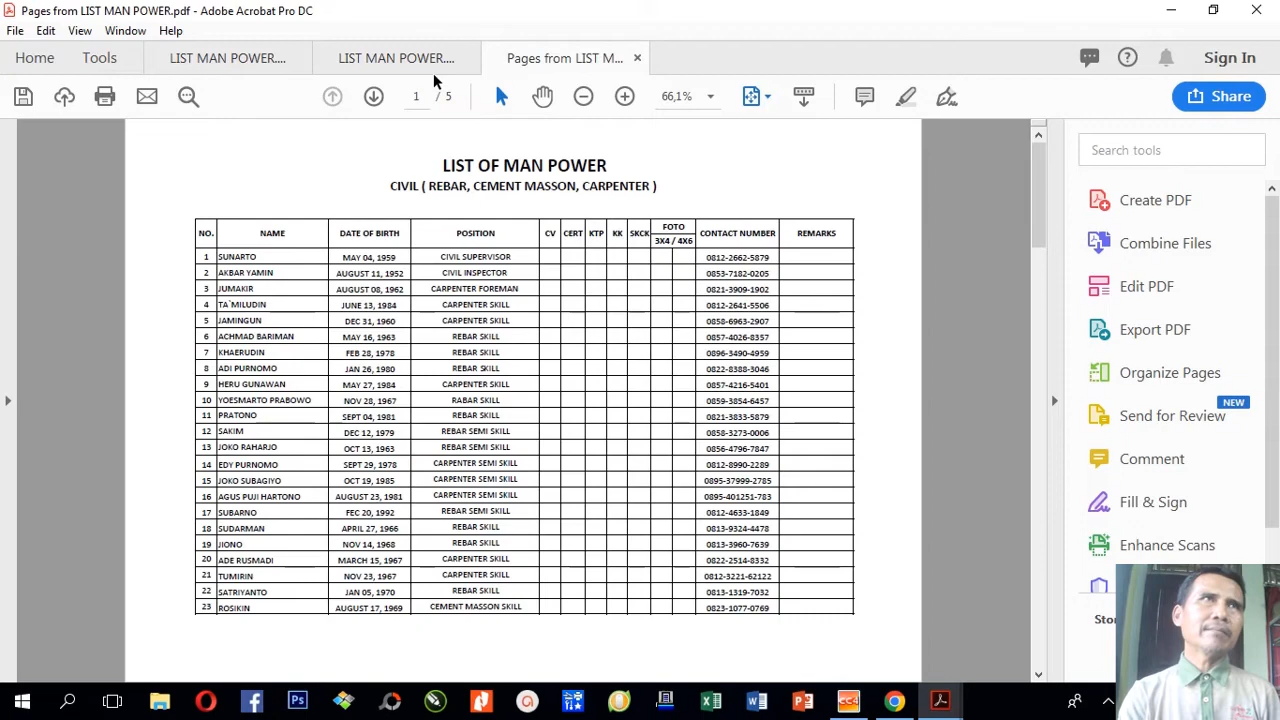 Pages from LIST MAN POWER.pdf - Adobe Acrobat Pro DC
File Edit View Window Help
Home Tools LIST MAN POWER.... LIST MAN POWER.... Pages from LIST M... Sign In
1 / 5 66,1% Share
LIST OF MAN POWER
CIVIL ( REBAR, CEMENT MASSON, CARPENTER )
NO. NAME DATE OF BIRTH POSITION CV CERT KTP KK SKCK FOTO 3X4 / 4X6 CONTACT NUMBER REMARKS
1 SUNARTO MAY 04, 1959 CIVIL SUPERVISOR 0812-2662-5879
2 AKBAR YAMIN AUGUST 11, 1952 CIVIL INSPECTOR 0853-7182-0205
3 JUMAKIR AUGUST 08, 1962 CARPENTER FOREMAN 0821-3909-1902
4 TA`MILUDIN JUNE 13, 1984 CARPENTER SKILL 0812-2641-5506
5 JAMINGUN DEC 31, 1960 CARPENTER SKILL 0858-6963-2907
6 ACHMAD BARIMAN MAY 16, 1963 REBAR SKILL 0857-4026-8357
7 KHAERUDIN FEB 28, 1978 REBAR SKILL 0896-3490-4959
8 ADI PURNOMO JAN 26, 1980 REBAR SKILL 0822-8388-3046
9 HERU GUNAWAN MAY 27, 1984 CARPENTER SKILL 0857-4216-5401
10 YOESMARTO PRABOWO NOV 28, 1967 RABAR SKILL 0859-3854-6457
11 PRATONO SEPT 04, 1981 REBAR SKILL 0821-3833-5879
12 SAKIM DEC 12, 1979 REBAR SEMI SKILL 0858-3273-0006
13 JOKO RAHARJO OCT 13, 1963 REBAR SEMI SKILL 0856-4796-7847
14 EDY PURNOMO SEPT 29, 1978 CARPENTER SEMI SKILL 0812-8990-2289
15 JOKO SUBAGIYO OCT 19, 1985 CARPENTER SEMI SKILL 0895-37999-2785
16 AGUS PUJI HARTONO AUGUST 23, 1981 CARPENTER SEMI SKILL 0895-401251-783
17 SUBARNO FEC 20, 1992 REBAR SEMI SKILL 0812-4633-1849
18 SUDARMAN APRIL 27, 1966 REBAR SKILL 0813-9324-4478
19 JIONO NOV 14, 1968 REBAR SKILL 0813-3960-7639
20 ADE RUSMADI MARCH 15, 1967 CARPENTER SKILL 0822-2514-8332
21 TUMIRIN NOV 23, 1967 CARPENTER SKILL 0812-3221-62122
22 SATRIYANTO JAN 05, 1970 REBAR SKILL 0813-1319-7032
23 ROSIKIN AUGUST 17, 1969 CEMENT MASSON SKILL 0823-1077-0769
Search tools
Create PDF
Combine Files
Edit PDF
Export PDF
Organize Pages
NEW
Send for Review
Comment
Fill & Sign
Enhance Scans
Stor
Ps
CC4